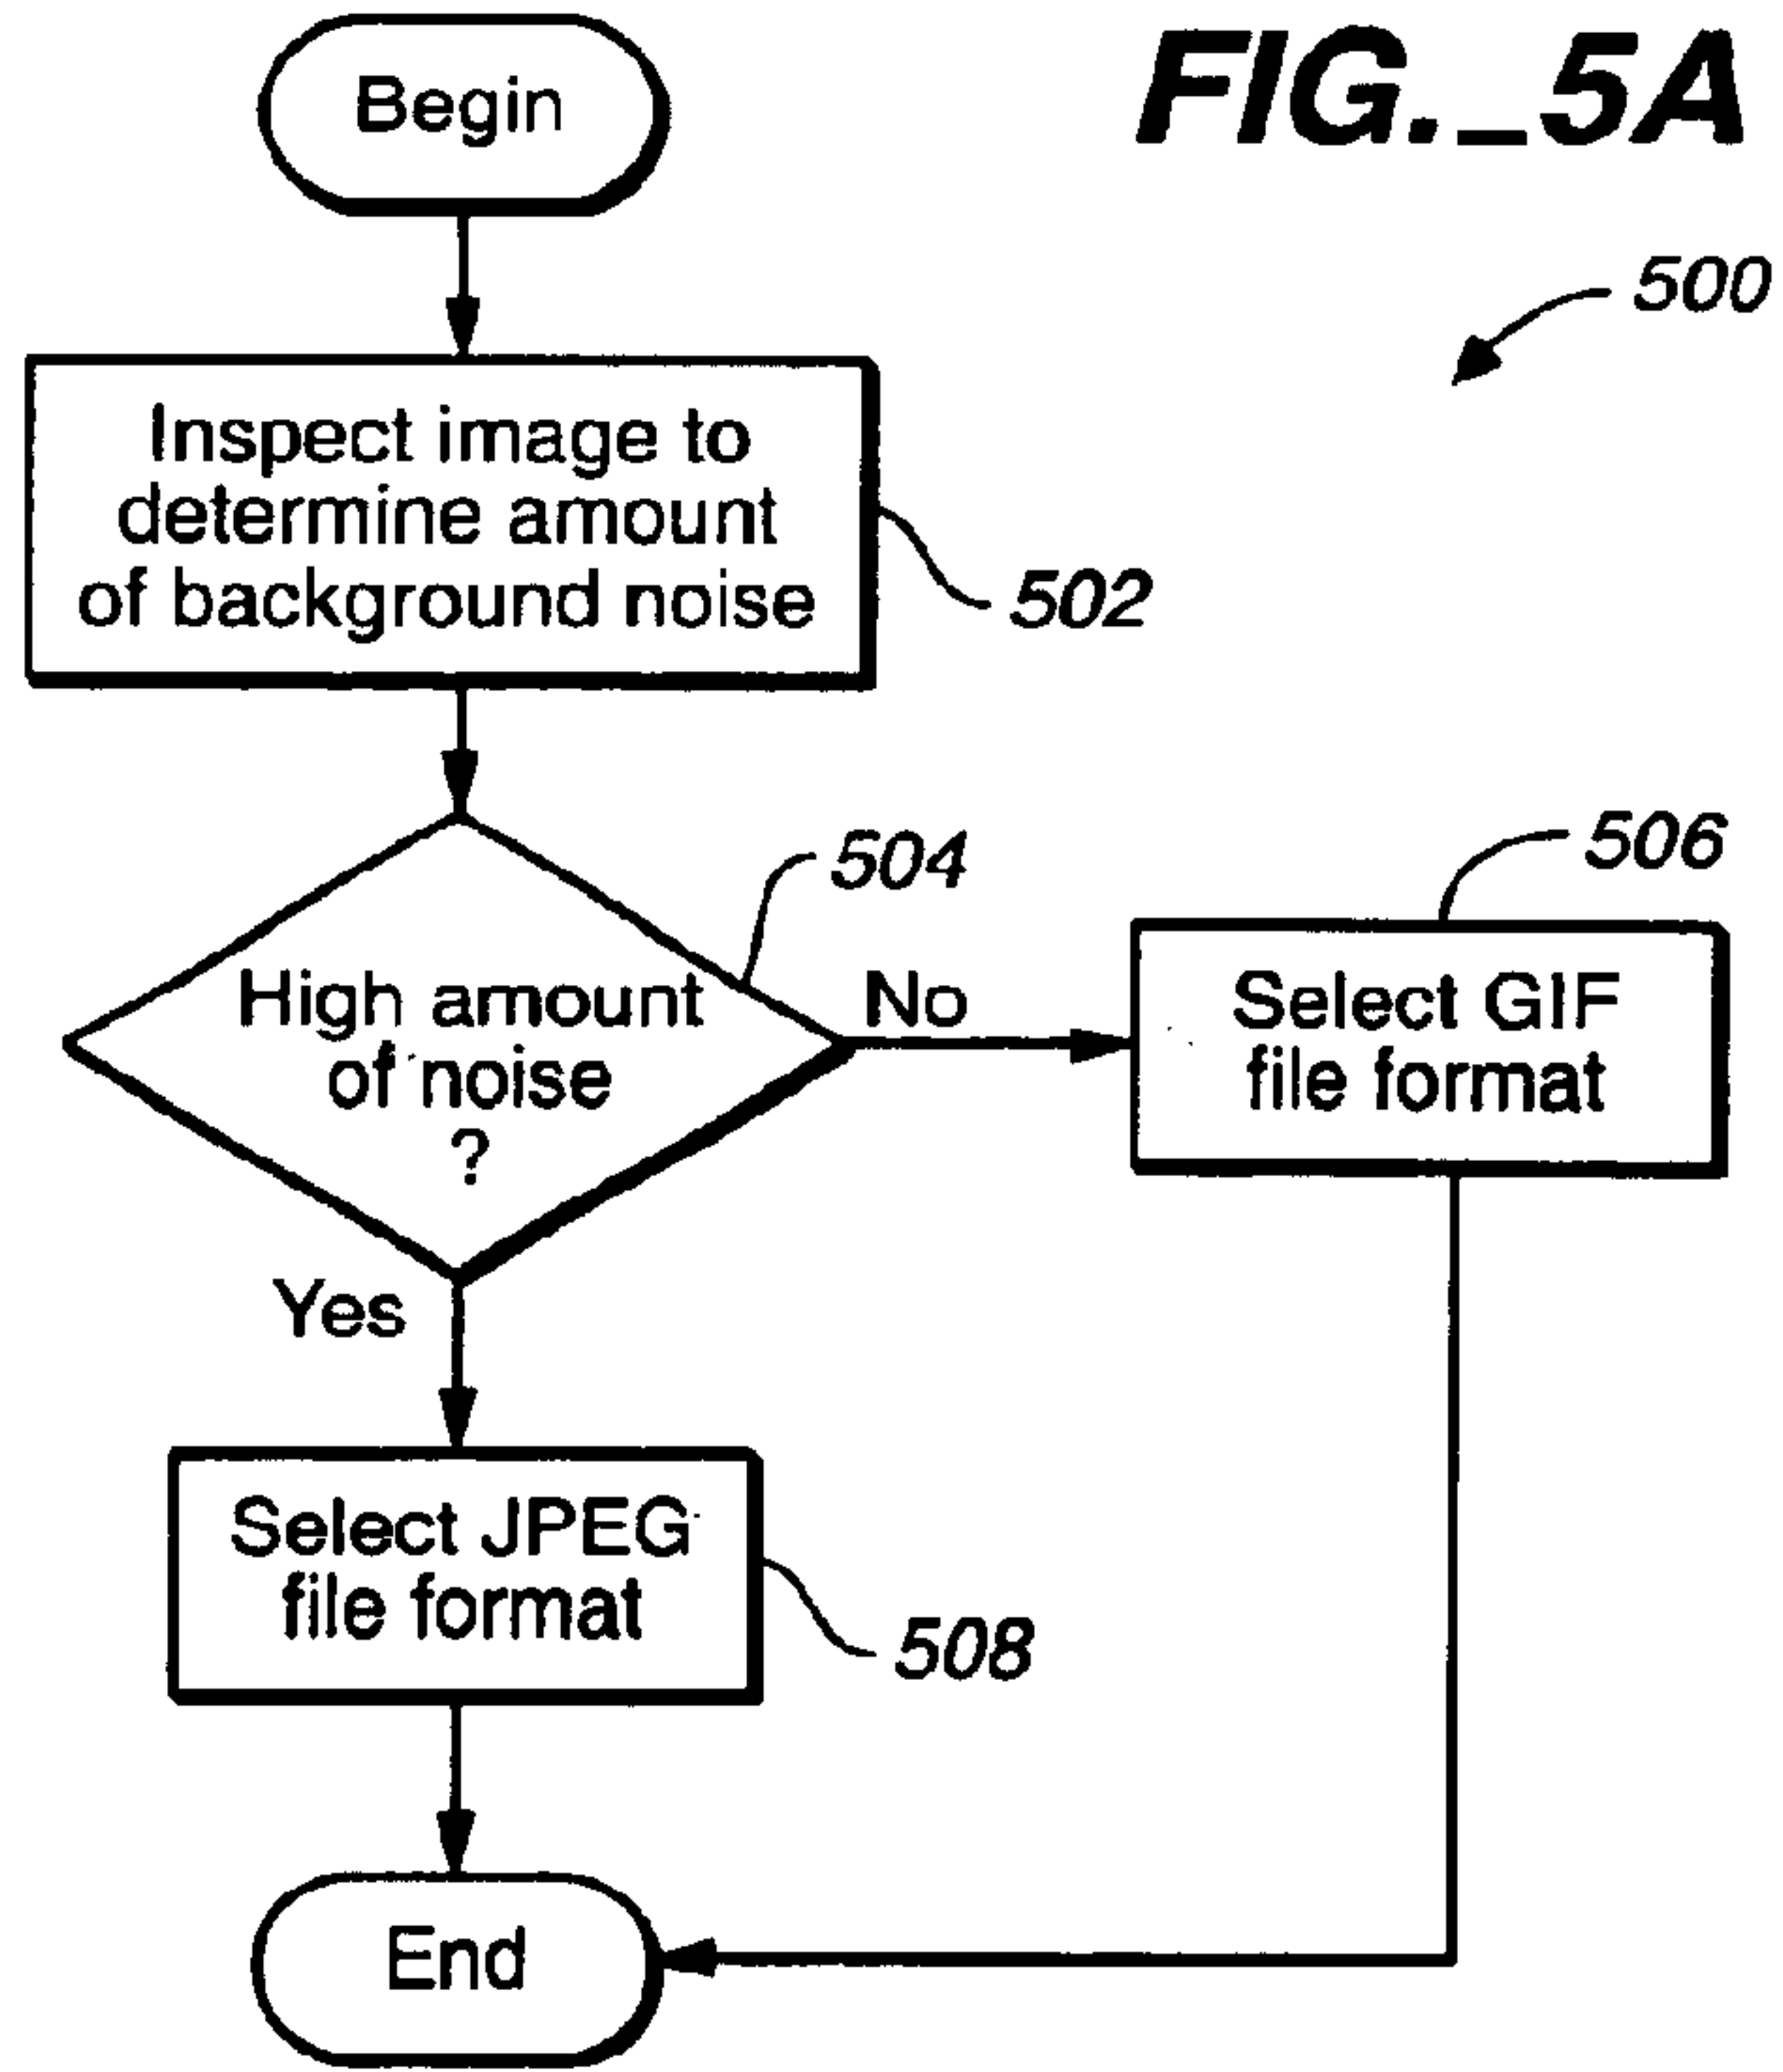 FIG._5A
Begin
500
Inspect image to
determine amount
of background noise
502
504
High amount
of noise
?
No
506
Select GIF
file format
Yes
Select JPEG
file format
508
End